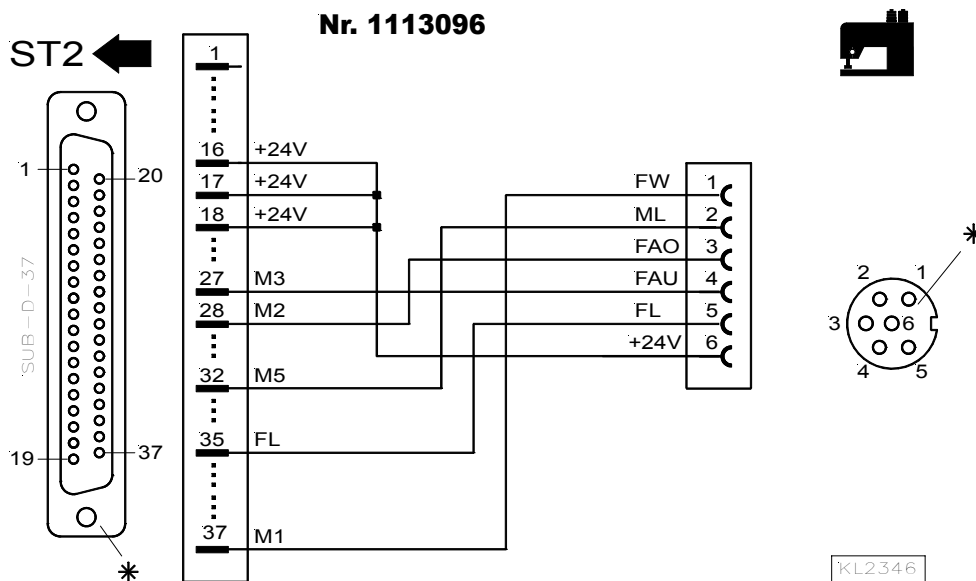 Nr. 1113096
ST2
1
20
19
37
SUB-D-37
1
16 +24V
17 +24V
18 +24V
27 M3
28 M2
32 M5
35 FL
37 M1
FW 1
ML 2
FAO 3
FAU 4
FL 5
+24V 6
2 1
3 6
4 5
*
*
KL2346